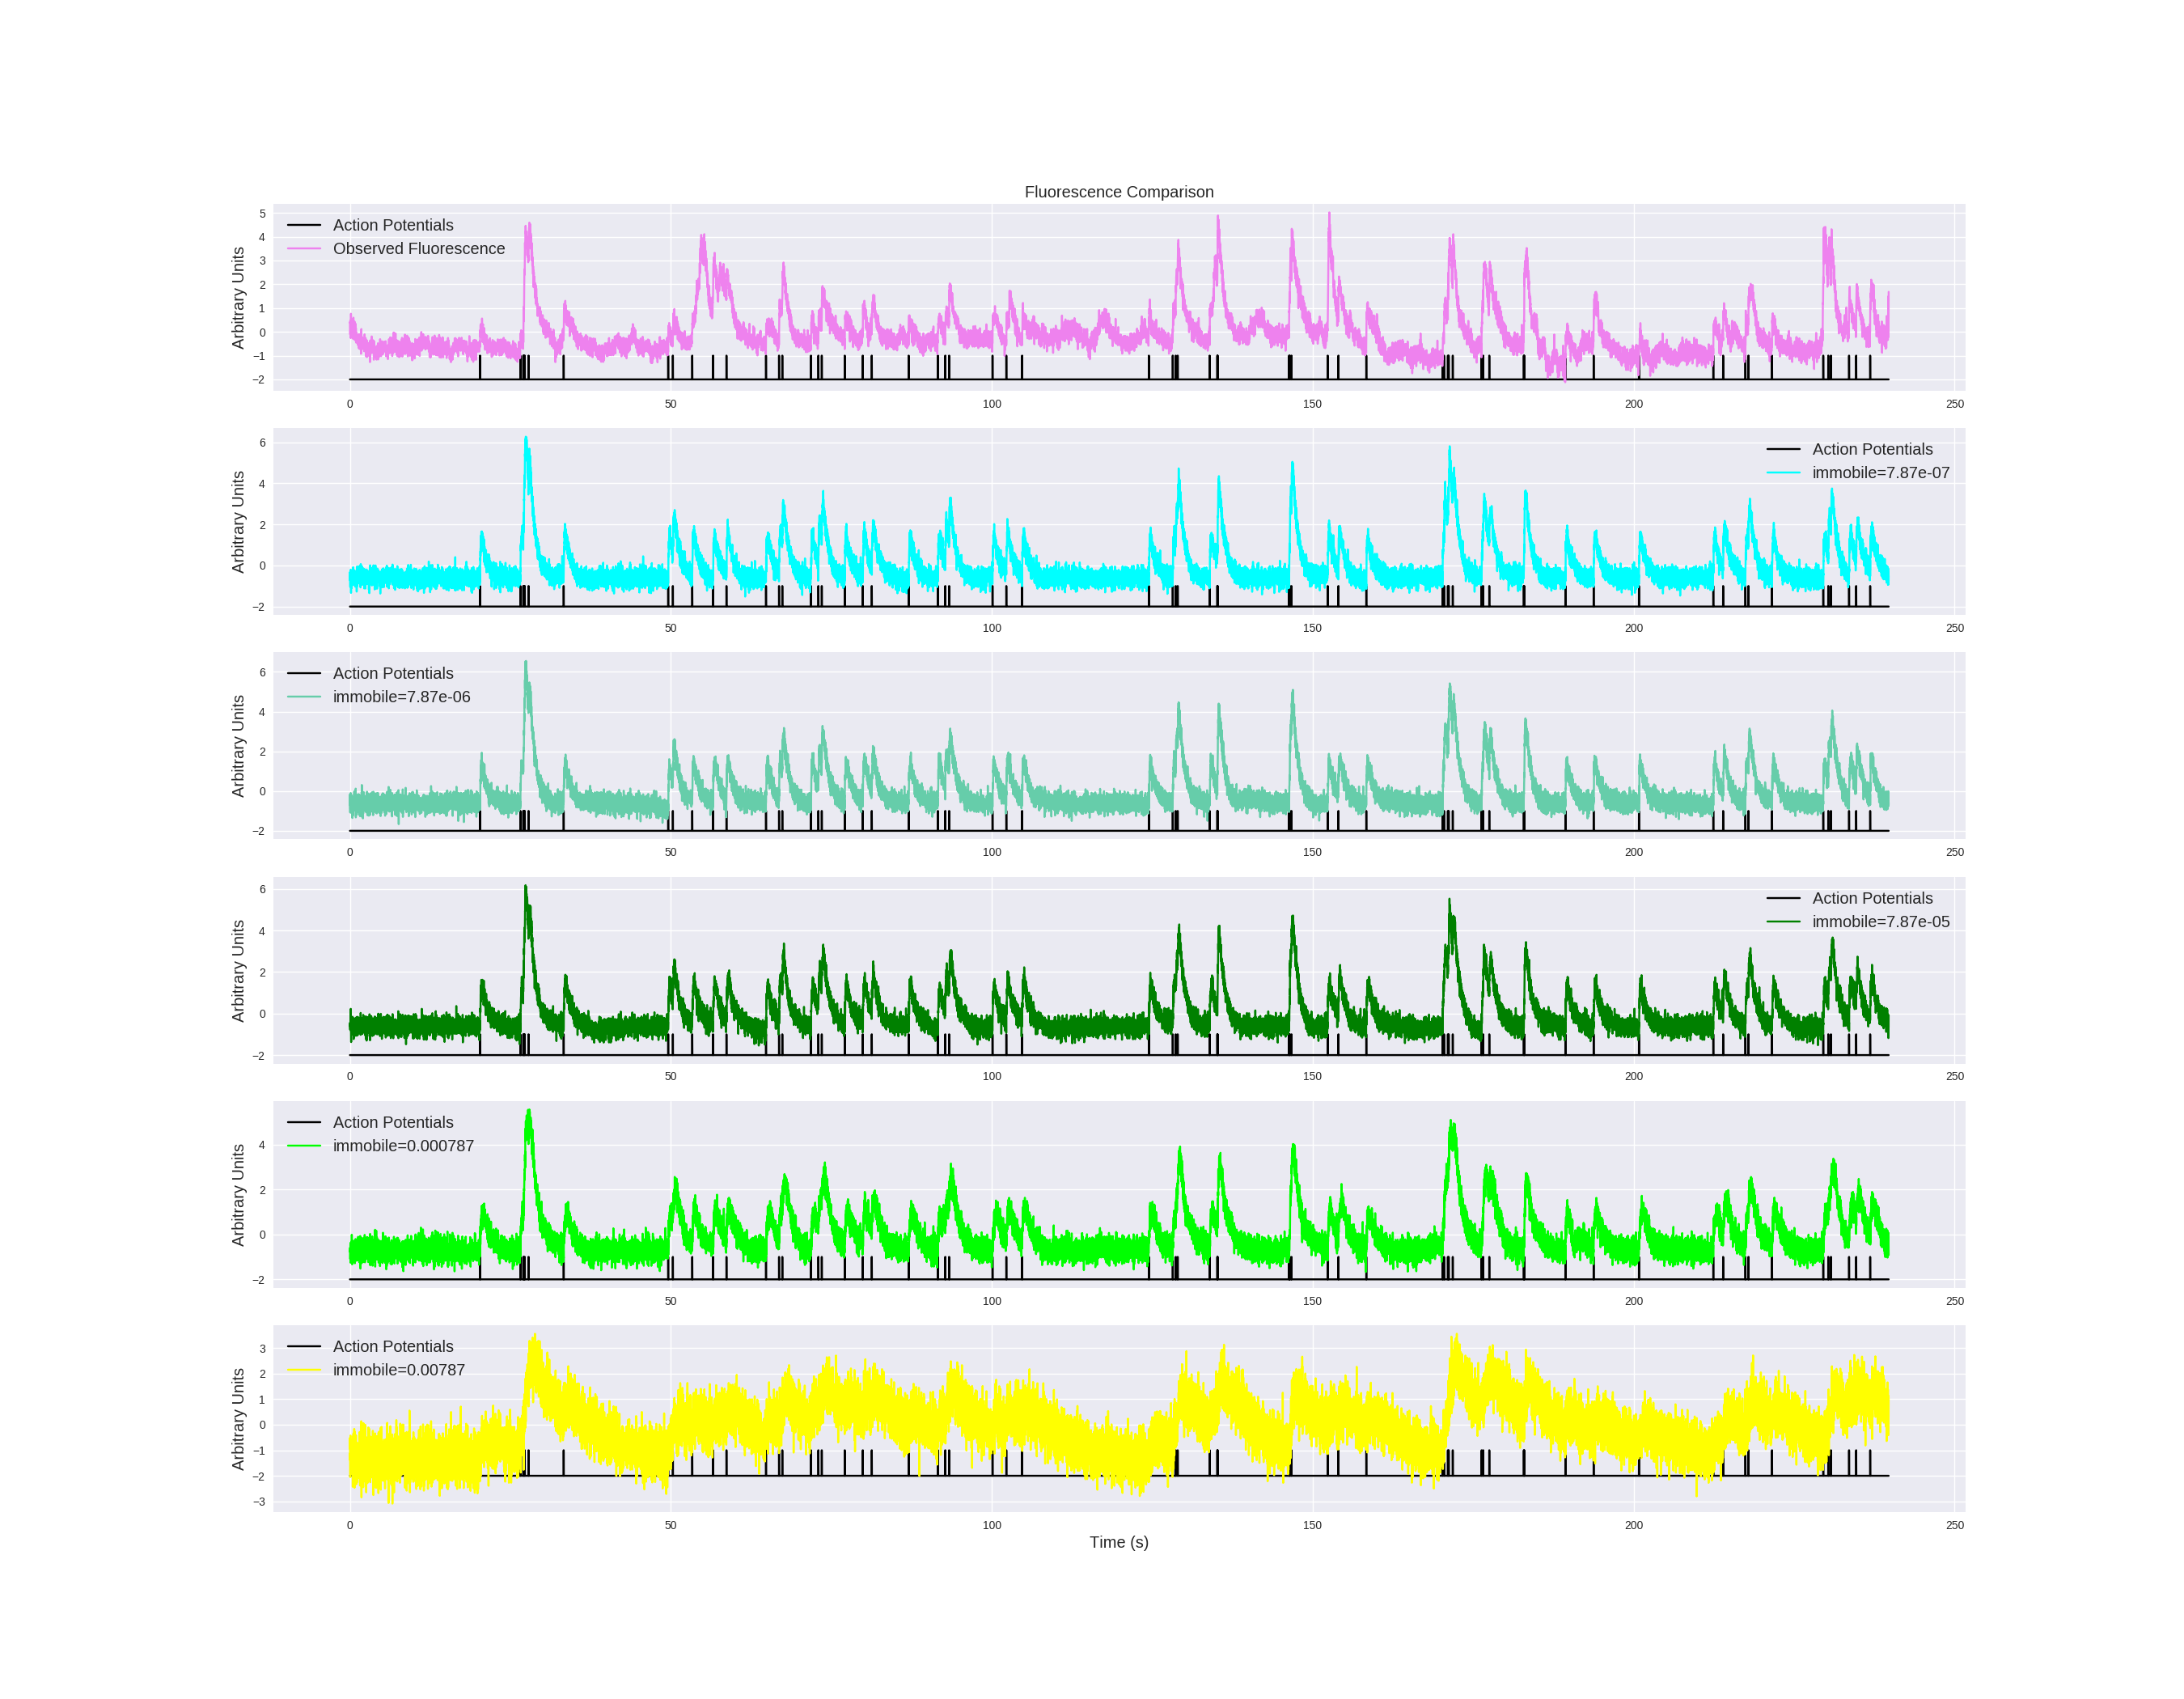 Fluorescence Comparison
Arbitrary Units
5
4
3
2
1
0
−1
−2
Action Potentials
Observed Fluorescence
0 50 100 150 200 250
Arbitrary Units
6
4
2
0
−2
Action Potentials
immobile=7.87e-07
0 50 100 150 200 250
Arbitrary Units
6
4
2
0
−2
Action Potentials
immobile=7.87e-06
0 50 100 150 200 250
Arbitrary Units
6
4
2
0
−2
Action Potentials
immobile=7.87e-05
0 50 100 150 200 250
Arbitrary Units
4
2
0
−2
Action Potentials
immobile=0.000787
0 50 100 150 200 250
Arbitrary Units
3
2
1
0
−1
−2
−3
Action Potentials
immobile=0.00787
0 50 100 150 200 250
Time (s)